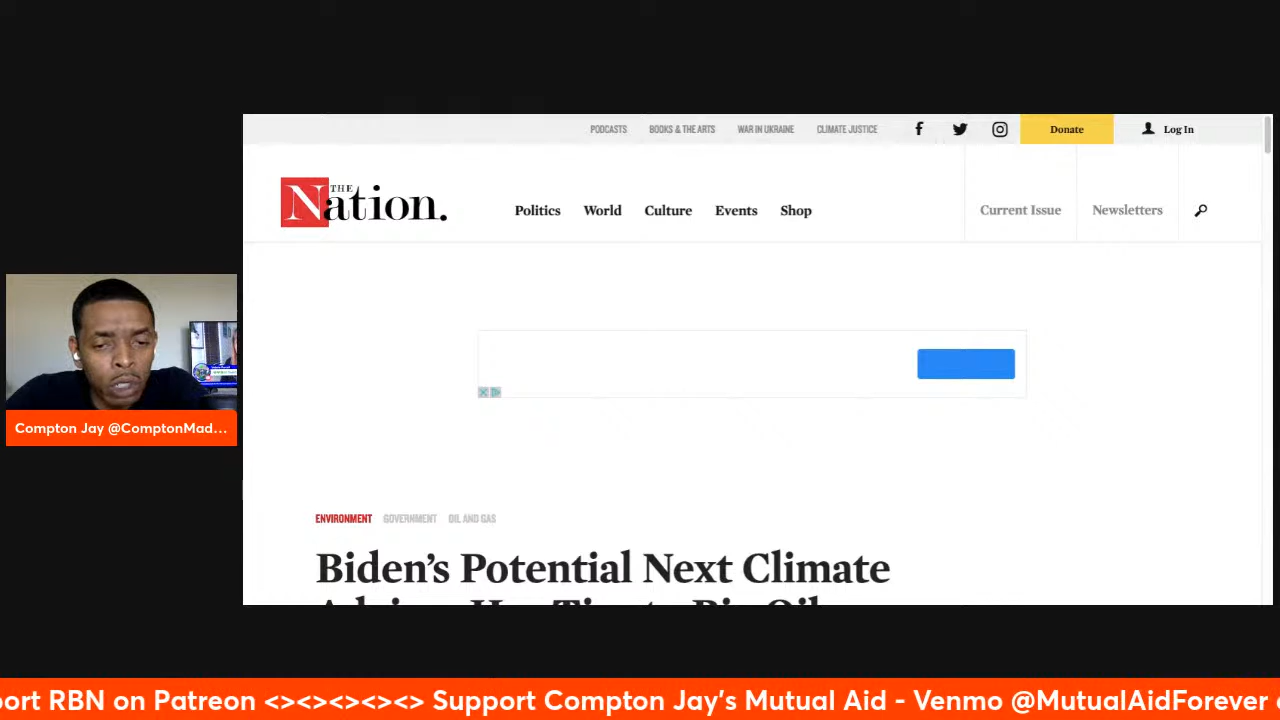 PODCASTS BOOKS & THE ARTS WAR IN UKRAINE CLIMATE JUSTICE Donate Log In
THE Nation.
Politics World Culture Events Shop Current Issue Newsletters
Compton Jay @ComptonMad...
ENVIRONMENT GOVERNMENT OIL AND GAS
Biden's Potential Next Climate
ort RBN on Patreon <><><><><> Support Compton Jay's Mutual Aid - Venmo @MutualAidForever